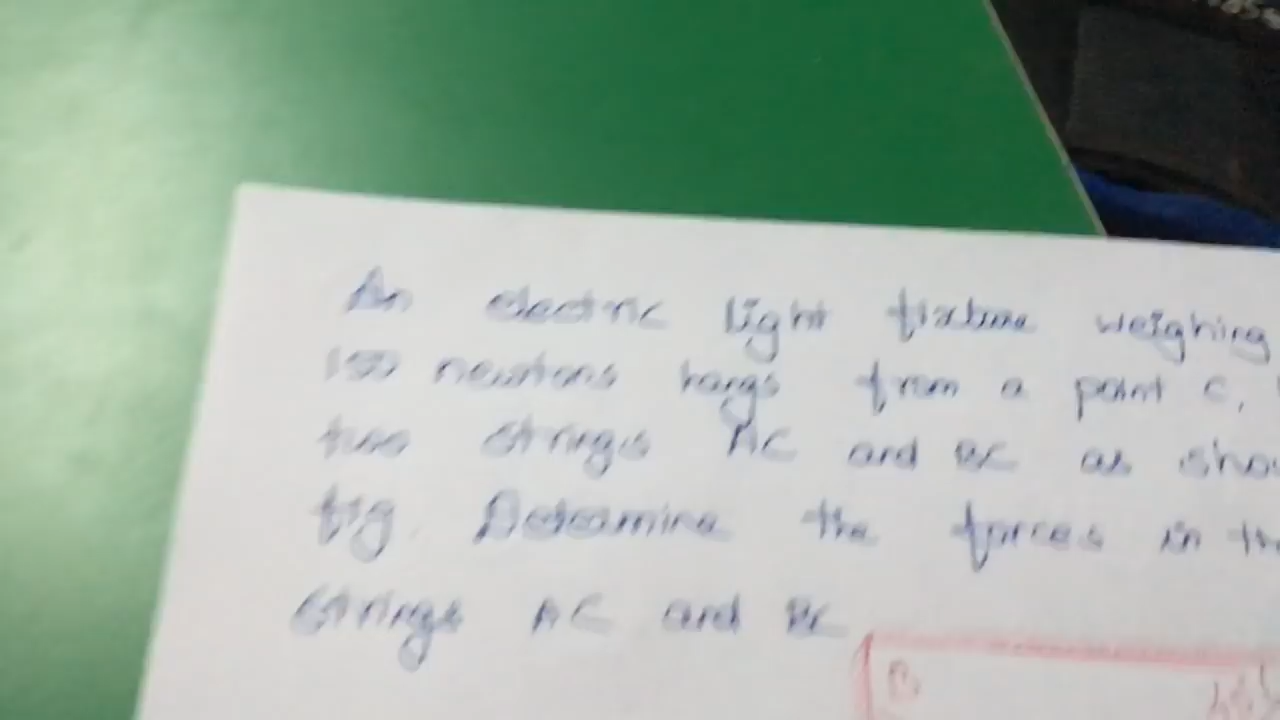 An electric light fixture weighing
newtons hangs from a point C,
two strings AC and BC as
fig. Determine the forces in
strings AC and BC